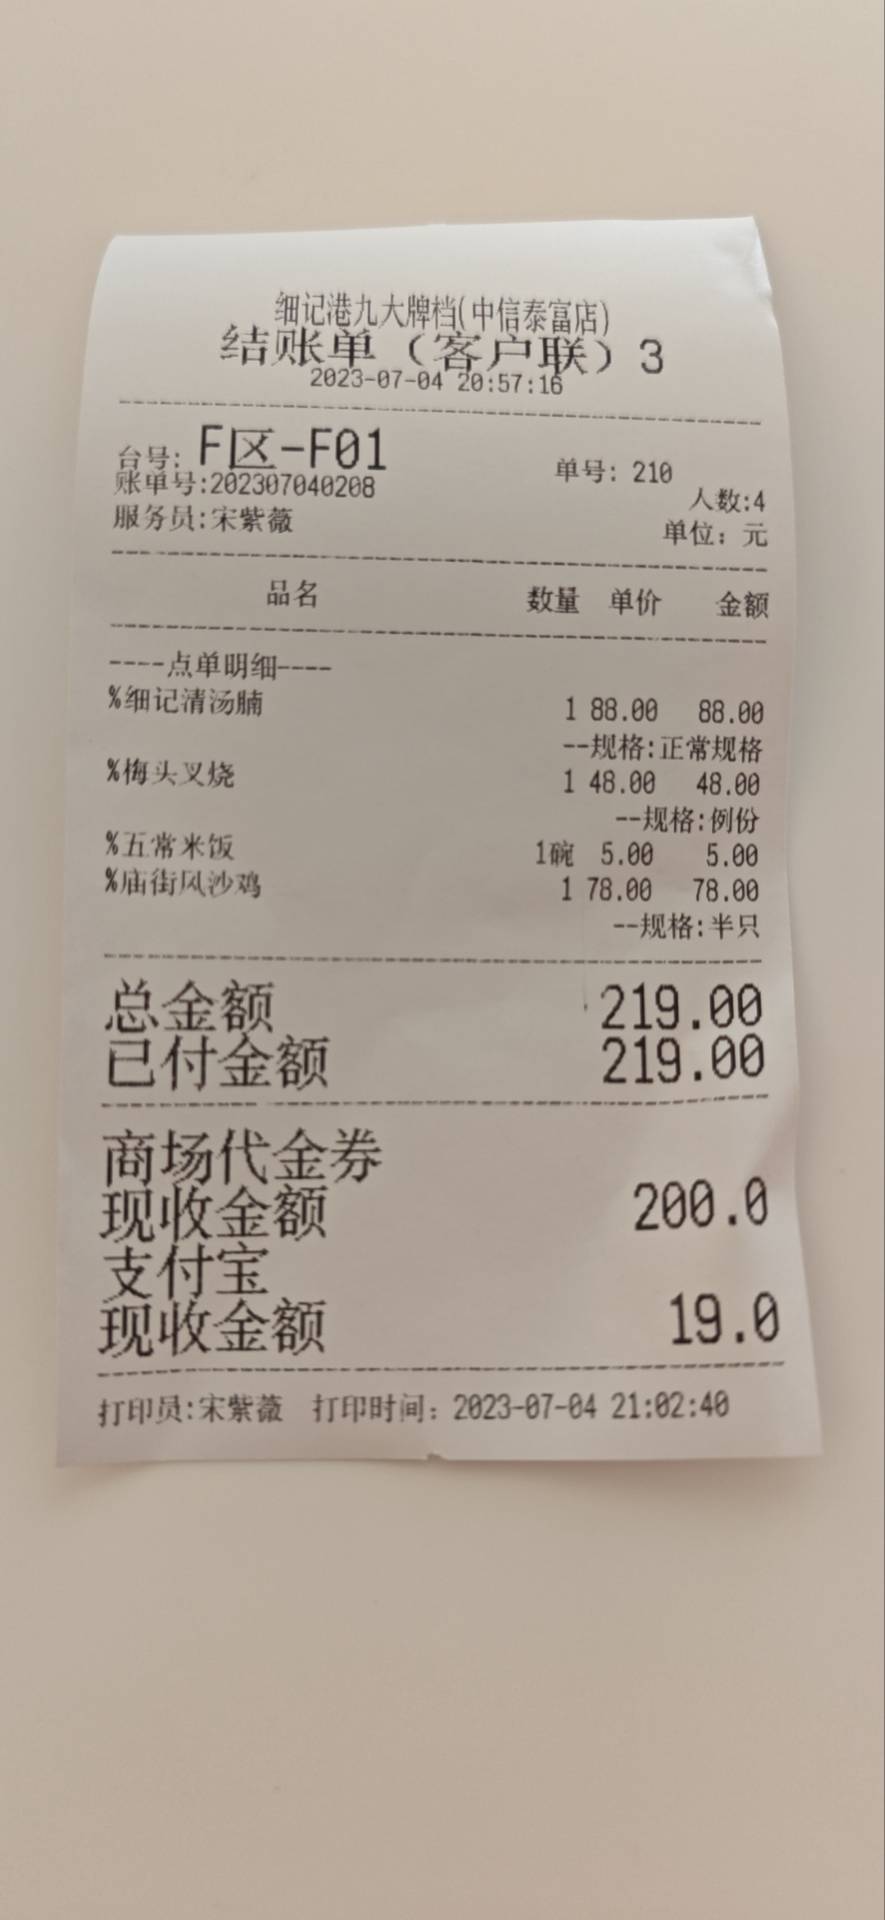 细记港九大牌档(中信泰富店)
结账单（客户联）3
2023-07-04 20:57:16
台号: F区-F01 单号: 210
账单号:202307040208 人数:4
服务员:宋紫薇 单位：元
品名 数量 单价 金额
----点单明细----
%细记清汤腩 1 88.00 88.00
--规格:正常规格
%梅头叉烧 1 48.00 48.00
--规格:例份
%五常米饭 1碗 5.00 5.00
%庙街风沙鸡 1 78.00 78.00
--规格:半只
总金额 219.00
已付金额 219.00
商场代金券
现收金额 200.0
支付宝
现收金额 19.0
打印员:宋紫薇 打印时间: 2023-07-04 21:02:40